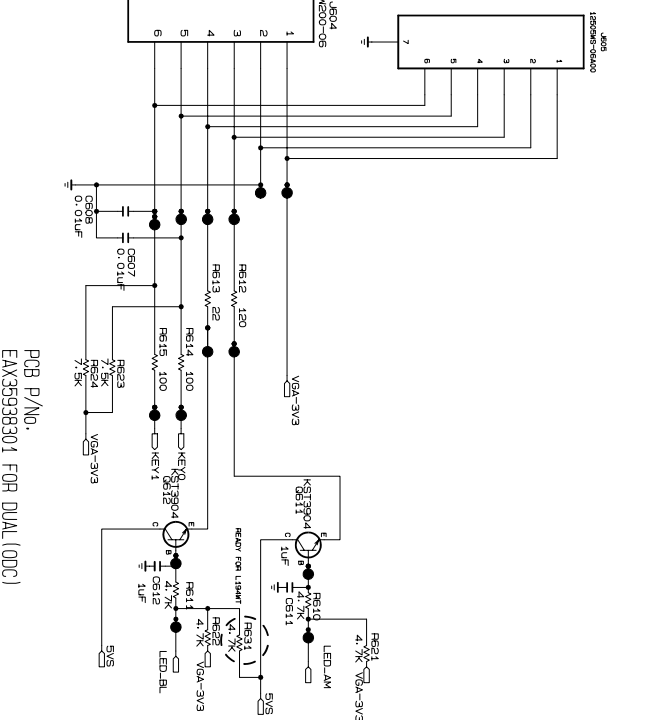 J604
W200-06
6
5
4
3
2
1
J605
12505WS-06A00
7
6
5
4
3
2
1
C608
0.01uF
C607
0.01uF
R613
22
R612
120
R615
100
R614
100
R623
7.5K
R624
7.5K
VGA-3V3
VGA-3V3
KEY1
KEY0
KST3904
Q612
C
E
B
KST3904
Q611
C
E
B
1uF
C611
C612
1uF
R611
4.7K
R610
4.7K
READY FOR L194WT
R631
4.7K
R622
4.7K
VGA-3V3
R621
4.7K
VGA-3V3
5VS
LED_BL
5VS
LED_AM
PCB P/No.
EAX35938301 FOR DUAL(ODC)